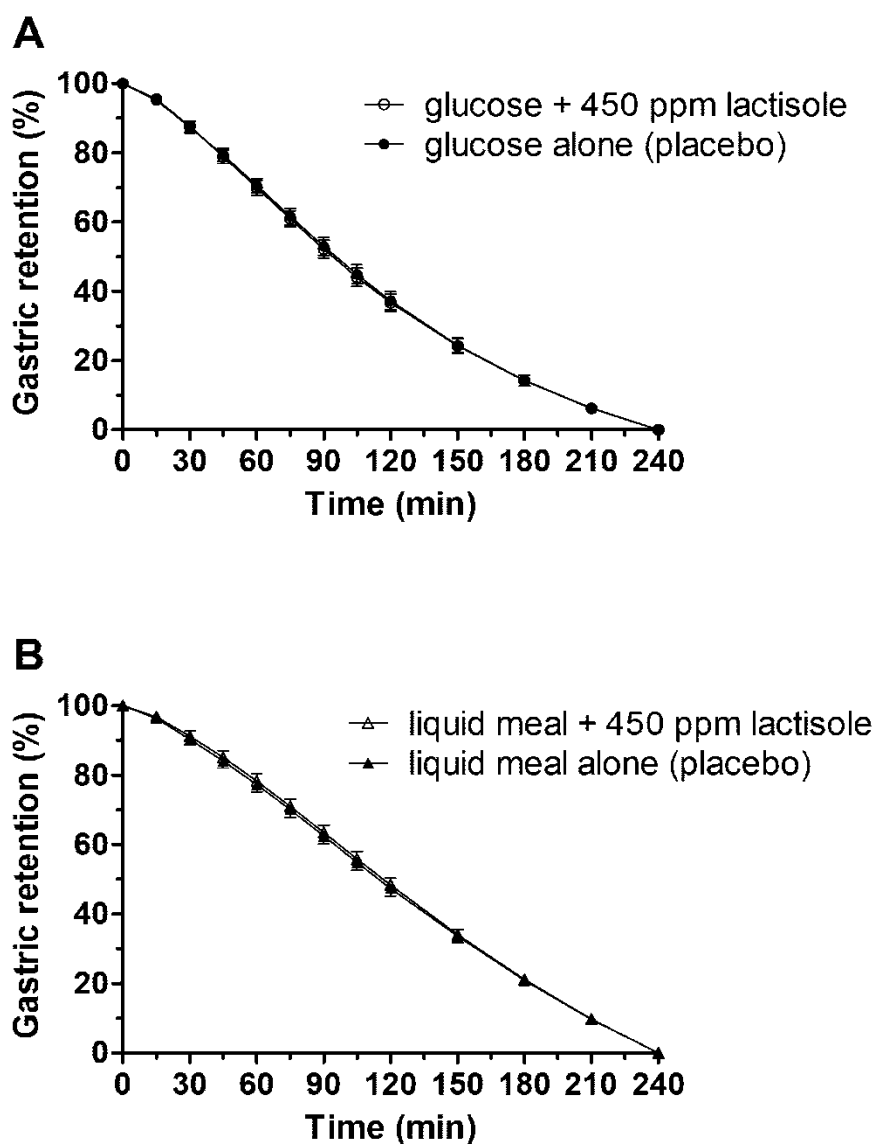 A
Gastric retention (%)
100
80
60
40
20
0
glucose + 450 ppm lactisole
glucose alone (placebo)
0 30 60 90 120 150 180 210 240
Time (min)
B
Gastric retention (%)
100
80
60
40
20
0
liquid meal + 450 ppm lactisole
liquid meal alone (placebo)
0 30 60 90 120 150 180 210 240
Time (min)